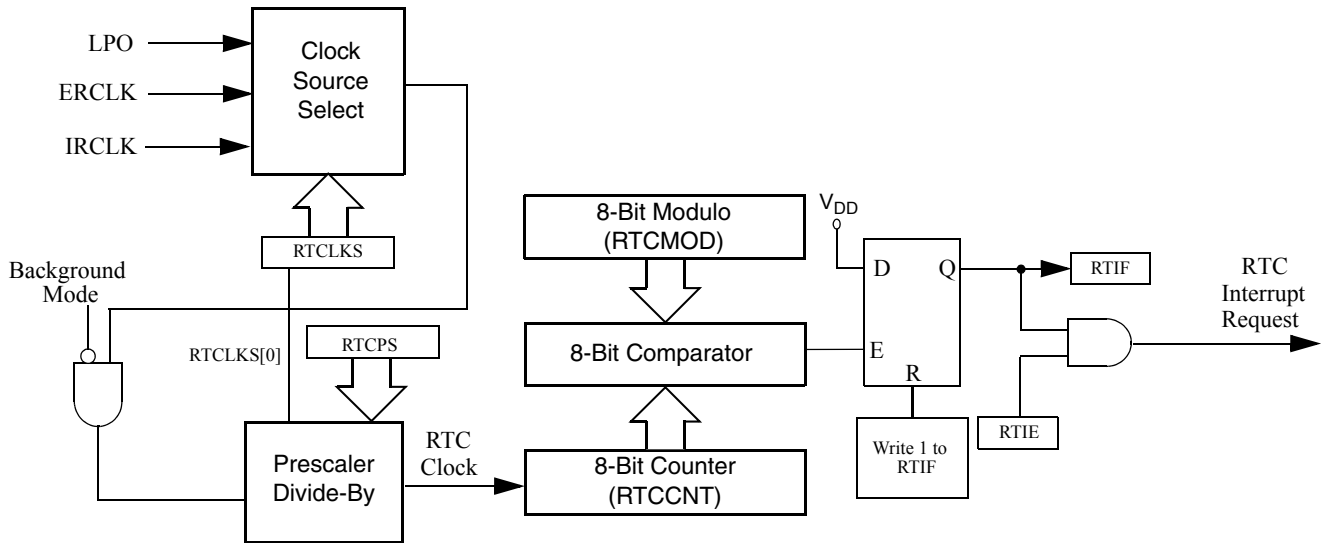 LPO
ERCLK
IRCLK
Clock
Source
Select
RTCLKS
Background
Mode
RTCLKS[0]
RTCPS
Prescaler
Divide-By
RTC
Clock
8-Bit Modulo
(RTCMOD)
8-Bit Comparator
8-Bit Counter
(RTCCNT)
VDD
D
Q
E
R
Write 1 to
RTIF
RTIF
RTIE
RTC
Interrupt
Request